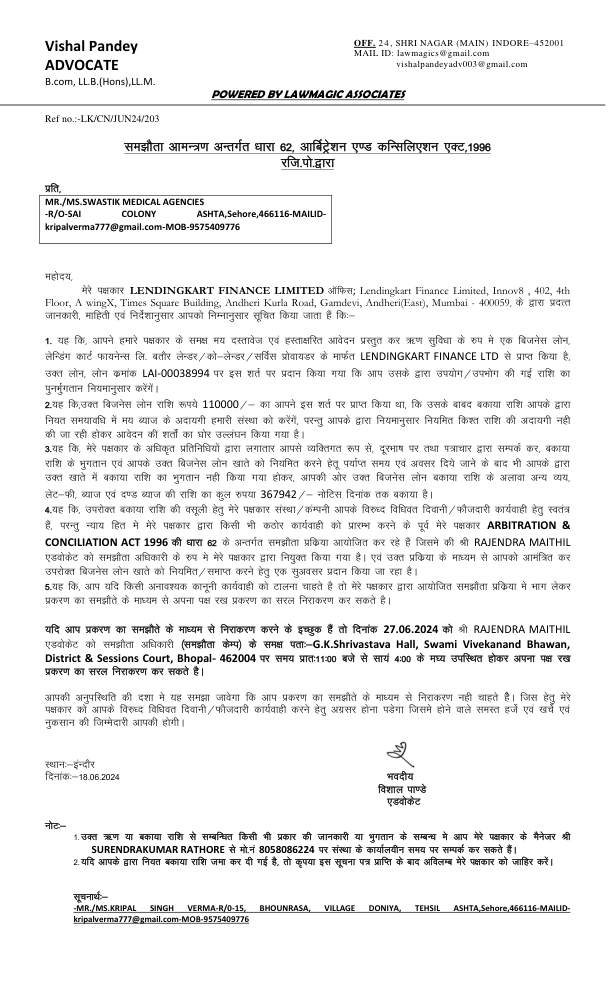 Vishal Pandey
ADVOCATE
B.com, LL.B.(Hons),LL.M.
OFF. 24, SHRI NAGAR (MAIN) INDORE–452001
MAIL ID: lawmagics@gmail.com
vishalpandeyadv003@gmail.com
POWERED BY LAWMAGIC ASSOCIATES
Ref no.:-LK/CN/JUN24/203
समझौता आमन्त्रण अन्तर्गत धारा 62, आर्बिट्रेशन एण्ड कन्सिलिएशन एक्ट,1996
रजि.पो.द्वारा
प्रति,
MR./MS.SWASTIK MEDICAL AGENCIES
-R/O-SAI COLONY ASHTA,Sehore,466116-MAILID-
kripalverma777@gmail.com-MOB-9575409776
महोदय,
मेरे पक्षकार LENDINGKART FINANCE LIMITED ऑफिस; Lendingkart Finance Limited, Innov8 , 402, 4th
Floor, A wingX, Times Square Building, Andheri Kurla Road, Gamdevi, Andheri(East), Mumbai - 400059, के द्वारा प्रदत्त
जानकारी, माहिती एवं निर्देशानुसार आपको निम्नानुसार सूचित किया जाता हैं किः–
1. यह कि, आपने हमारे पक्षकार के समक्ष मय दस्तावेज एवं हस्ताक्षरित आवेदन प्रस्तुत कर ऋण सुविधा के रुप मे एक बिजनेस लोन,
लेन्डिंग कार्ट फायनेन्स लि. बतौर लेन्डर/को–लेन्डर/सर्विस प्रोवायडर के मार्फत LENDINGKART FINANCE LTD से प्राप्त किया है,
उक्त लोन, लोन क्रमांक LAI-00038994 पर इस शर्त पर प्रदान किया गया कि आप उसके द्वारा उपयोग/उपभोग की गई राशि का
पुनर्मुगतान नियमानुसार करेंगें।
2.यह कि,उक्त बिजनेस लोन राशि रूपये 110000/– का आपने इस शर्त पर प्राप्त किया था, कि उसके बादद बकाया राशि आपके द्वारा
नियत समयावधि में मय ब्याज के अदायगी हमारी संस्था को करेंगें, परन्तु आपके द्वारा नियमानुसार नियमित किश्त राशि की अदायगी नही
की जा रही होकर आवेदन की शर्तों का घोर उल्लंघन किया गया है।
3.यह कि, मेरे पक्षकार के अधिकृत प्रतिनिधियों द्वारा लगातार आपसे व्यक्तिगत रूप से, दूरभाष पर तथा पत्राचार द्वारा सम्पर्क कर, बकाया
राशि के भुगतान एवं आपके उक्त बिजनेस लोन खाते को नियमित करने हेतू पर्याप्त समय एवं अवसर दिये जाने के बाद भी आपके द्वारा
उक्त खाते में बकाया राशि का भुगतान नही किया गया होकर, आपकी ओर उक्त बिजनेस लोन बकाया राशि के अलावा अन्य व्यय,
लेट–फी, ब्याज एवं दण्ड ब्याज की राशि का कुल रुपया 367942/– नोटिस दिनांक तक बकाया है।
4.यह कि, उपरोक्त बकाया राशि की वसूली हेतु मेरे पक्षकार संस्था/कंम्पनी आपके विरुध्द विधिवत दिवानी/फौजदारी कार्यवाही हेतु स्वतंत्र
हैं, परन्तु न्याय हित मे मेरे पक्षकार द्वारा किसी भी कठोर कार्यवाही को प्रारम्भ करने के पूर्व मेरे पक्षकार ARBITRATION &
CONCILIATION ACT 1996 की धारा 62 के अन्तर्गत समझौता प्रकिया आयोजित कर रहे हैं जिसमे की श्री RAJENDRA MAITHIL
एडवोकेट को समझौता अधिकारी के रुप मे मेरे पक्षकार द्वारा नियुक्त किया गया है। एवं उक्त प्रकिया के माध्यम से आपको आमंत्रित कर
उपरोक्त बिजनेस लोन खाते को नियमित/समाप्त करने हेतु एक सुअवसर प्रदान किया जा रहा है।
5.यह कि, आप यदि किसी अनावश्यक कानूनी कार्यवाही को टालना चाहते है तो मेरे पक्षकार द्वारा आयोजित समझौता प्रकिया मे भाग लेकर
प्रकरण का समझौते के माध्यम से अपना पक्ष रख प्रकरण का सरल निराकरण कर सकते है।
यदि आप प्रकरण का समझौते के माध्यम से निराकरण करने के इच्छुक हैं तो दिनांक 27.06.2024 को श्री RAJENDRA MAITHIL
एडवोकेट को समझौता अधिकारी (समझौता केम्प) के समक्ष पताः–G.K.Shrivastava Hall, Swami Vivekanand Bhawan,
District & Sessions Court, Bhopal- 462004 पर समय प्रातः11:00 बजे से सायं 4:00 के मघ्य उपस्थित होकर अपना पक्ष रख
प्रकरण का सरल निराकरण कर सकते है।
आपकी अनुपस्थिति की दशा मे यह समझा जावेगा कि आप प्रकरण का समझौते के माध्यम से निराकरण नही चाहते हैै। जिस हेतु मेरे
पक्षकार को आपके विरुध्द विधिवत दिवानी/फौजदारी कार्यवाही करने हेतु अग्रसर होना पडेगा जिसमे होने वाले समस्त हर्जे एवं खर्चे एवं
नुकसान की जिम्मेदारी आपकी होगी।
स्थानः–इंन्दौर
दिनांकः–18.06.2024
भवदीय
विशाल पाण्डे
एडवोकेट
नोटः–
1.उक्त ऋण या बकाया राशि से सम्बन्धित किसी भी प्रकार की जानकारी या भुगतान के सम्बन्ध मे आप मेरे पक्षकार के मैनेजर श्री
SURENDRAKUMAR RATHORE से मो.नं 8058086224 पर संस्था के कार्यालयीन समय पर सम्पर्क कर सकते हैं।
2.यदि आपके द्वारा नियत बकाया राशि जमा कर दी गई है, तो कृपया इस सूचना पत्र प्राप्ति के बाद अविलम्ब मेरे पक्षकार को जाहिर करें।
सूचनार्थः–
-MR./MS.KRIPAL SINGH VERMA-R/0-15, BHOUNRASA, VILLAGE DONIYA, TEHSIL ASHTA,Sehore,466116-MAILID-
kripalverma777@gmail.com-MOB-9575409776